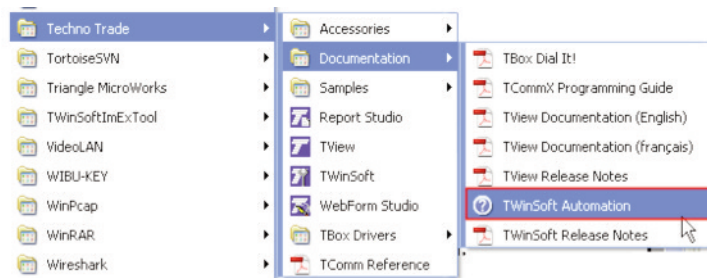 Techno Trade
TortoiseSVN
Triangle MicroWorks
TWinSoftImExTool
VideoLAN
WIBU-KEY
WinPcap
WinRAR
Wireshark
Accessories
Documentation
Samples
Report Studio
TView
TWinSoft
WebForm Studio
TBox Drivers
TComm Reference
TBox Dial It!
TCommX Programming Guide
TView Documentation (English)
TView Documentation (français)
TView Release Notes
TWinSoft Automation
TWinSoft Release Notes